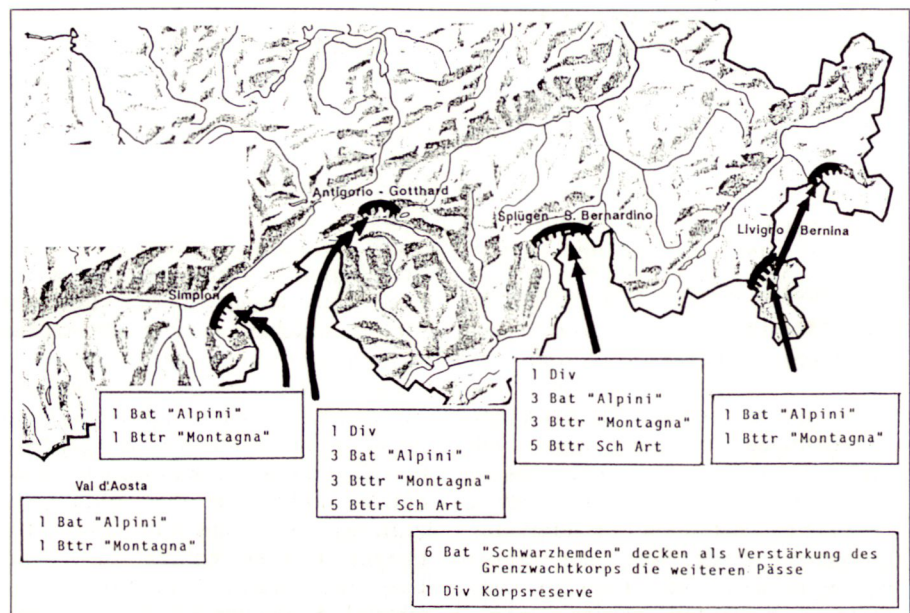 Antigorio - Gotthard
Splügen - S. Bernardino
Livigno Bernina
Simplon
1 Bat "Alpini"
1 Bttr "Montagna"
1 Div
3 Bat "Alpini"
3 Bttr "Montagna"
5 Bttr Sch Art
1 Div
3 Bat "Alpini"
3 Bttr "Montagna"
5 Bttr Sch Art
1 Bat "Alpini"
1 Bttr "Montagna"
Val d'Aosta
1 Bat "Alpini"
1 Bttr "Montagna"
6 Bat "Schwarzhemden" decken als Verstärkung des
Grenzwachtkorps die weiteren Pässe
1 Div Korpsreserve